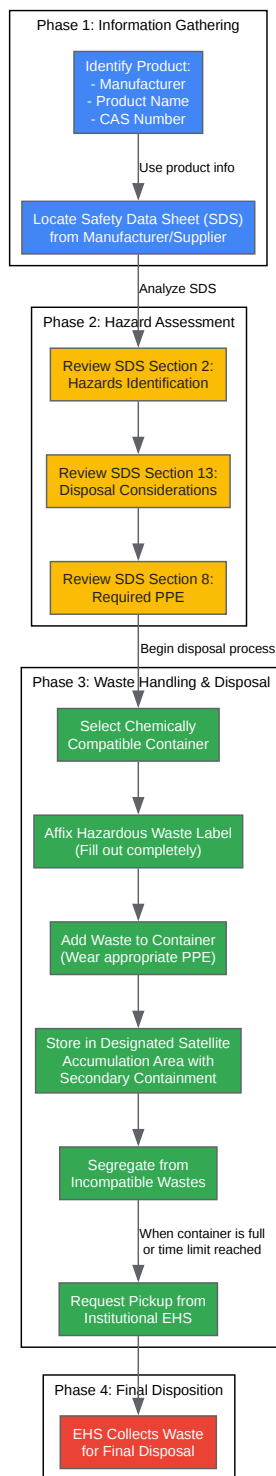 Phase 1: Information Gathering
Identify Product:
- Manufacturer
- Product Name
- CAS Number
Use product info
Locate Safety Data Sheet (SDS)
from Manufacturer/Supplier
Analyze SDS
Phase 2: Hazard Assessment
Review SDS Section 2:
Hazards Identification
Review SDS Section 13:
Disposal Considerations
Review SDS Section 8:
Required PPE
Begin disposal process
Phase 3: Waste Handling & Disposal
Select Chemically
Compatible Container
Affix Hazardous Waste Label
(Fill out completely)
Add Waste to Container
(Wear appropriate PPE)
Store in Designated Satellite
Accumulation Area with
Secondary Containment
Segregate from
Incompatible Wastes
When container is full
or time limit reached
Request Pickup from
Institutional EHS
Phase 4: Final Disposition
EHS Collects Waste
for Final Disposal